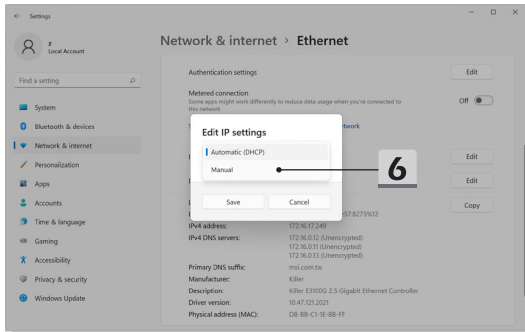 Settings
z
Local Account
Find a setting
System
Bluetooth & devices
Network & internet
Personalization
Apps
Accounts
Time & language
Gaming
Accessibility
Privacy & security
Windows Update
Network & internet > Ethernet
Authentication settings
Edit
Metered connection
Some apps might work differently to reduce data usage when you're connected to
this network
Off
Edit IP settings
Automatic (DHCP)
Manual
6
Save
Cancel
Edit
Edit
Copy
IPv4 address: 172.16.17.249
IPv4 DNS servers: 172.16.0.12 (Unencrypted)
172.16.0.11 (Unencrypted)
172.16.0.13 (Unencrypted)
Primary DNS suffix: msi.com.tw
Manufacturer: Killer
Description: Killer E3100G 2.5 Gigabit Ethernet Controller
Driver version: 10.47.121.2021
Physical address (MAC): D8-BB-C1-1E-88-FF